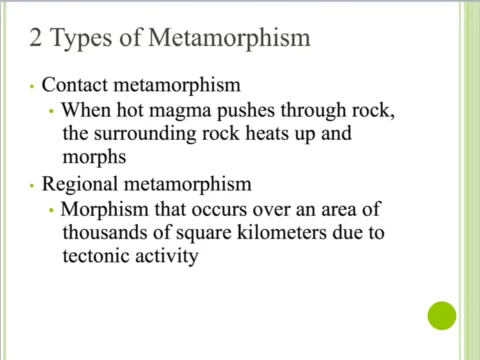 2 Types of Metamorphism
• Contact metamorphism
• When hot magma pushes through rock,
the surrounding rock heats up and
morphs
• Regional metamorphism
• Morphism that occurs over an area of
thousands of square kilometers due to
tectonic activity